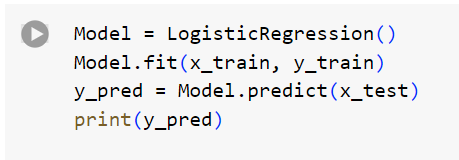 Model = LogisticRegression()
Model.fit(x_train, y_train)
y_pred = Model.predict(x_test)
print(y_pred)